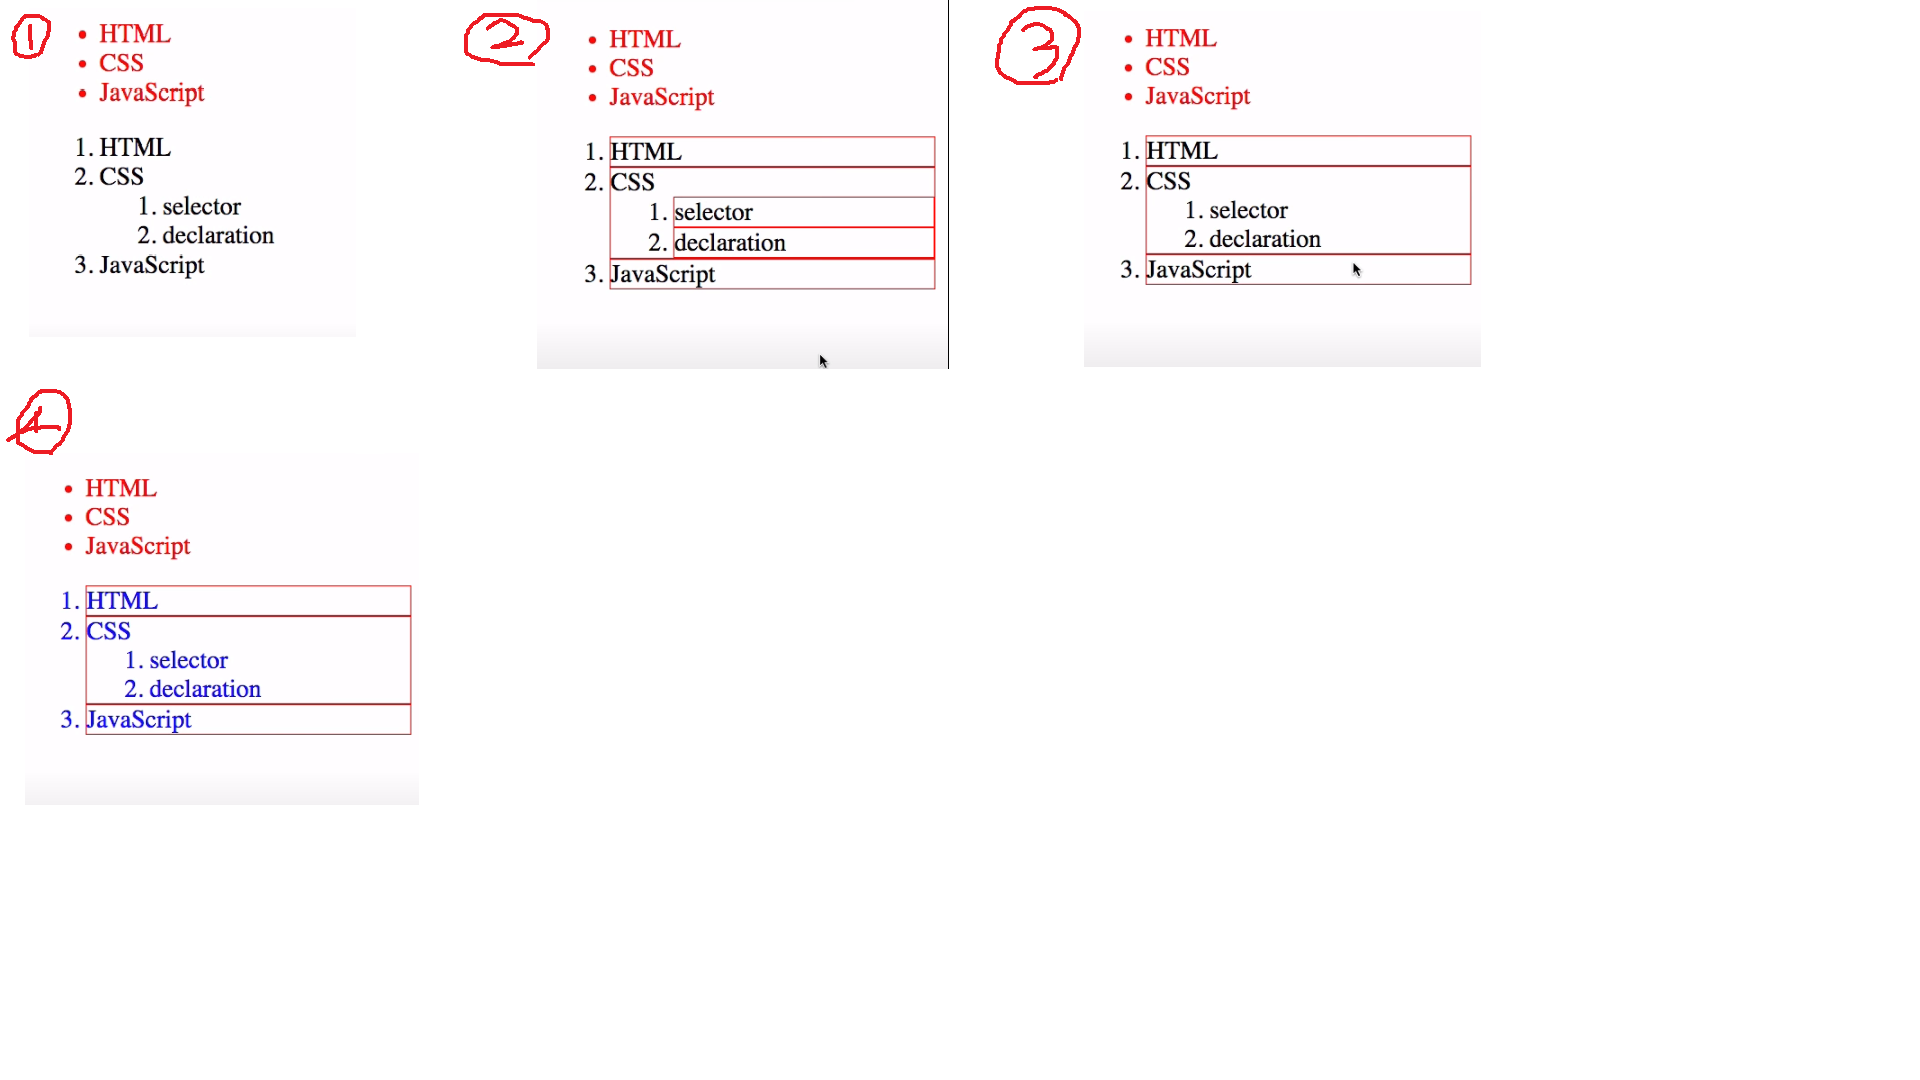 1
• HTML
• CSS
• JavaScript
1. HTML
2. CSS
1. selector
2. declaration
3. JavaScript
2
• HTML
• CSS
• JavaScript
1. HTML
2. CSS
1. selector
2. declaration
3. JavaScript
3
• HTML
• CSS
• JavaScript
1. HTML
2. CSS
1. selector
2. declaration
3. JavaScript
4
• HTML
• CSS
• JavaScript
1. HTML
2. CSS
1. selector
2. declaration
3. JavaScript